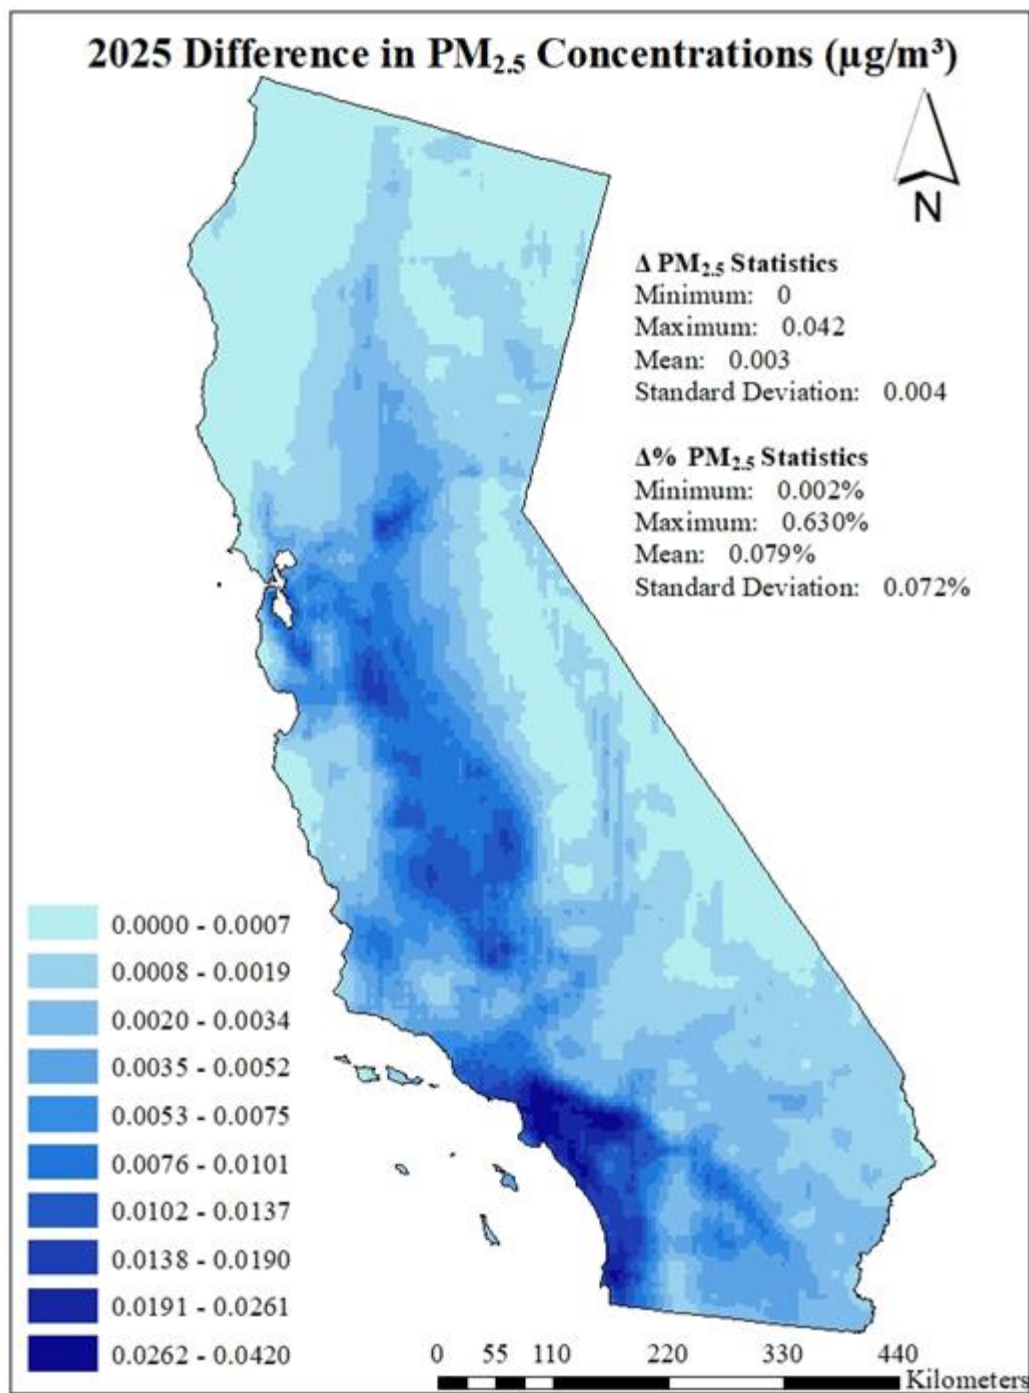 2025 Difference in PM₂.₅ Concentrations (µg/m³)
N
Δ PM₂.₅ Statistics
Minimum: 0
Maximum: 0.042
Mean: 0.003
Standard Deviation: 0.004
Δ% PM₂.₅ Statistics
Minimum: 0.002%
Maximum: 0.630%
Mean: 0.079%
Standard Deviation: 0.072%
0.0000 - 0.0007
0.0008 - 0.0019
0.0020 - 0.0034
0.0035 - 0.0052
0.0053 - 0.0075
0.0076 - 0.0101
0.0102 - 0.0137
0.0138 - 0.0190
0.0191 - 0.0261
0.0262 - 0.0420
0 55 110 220 330 440
Kilometers